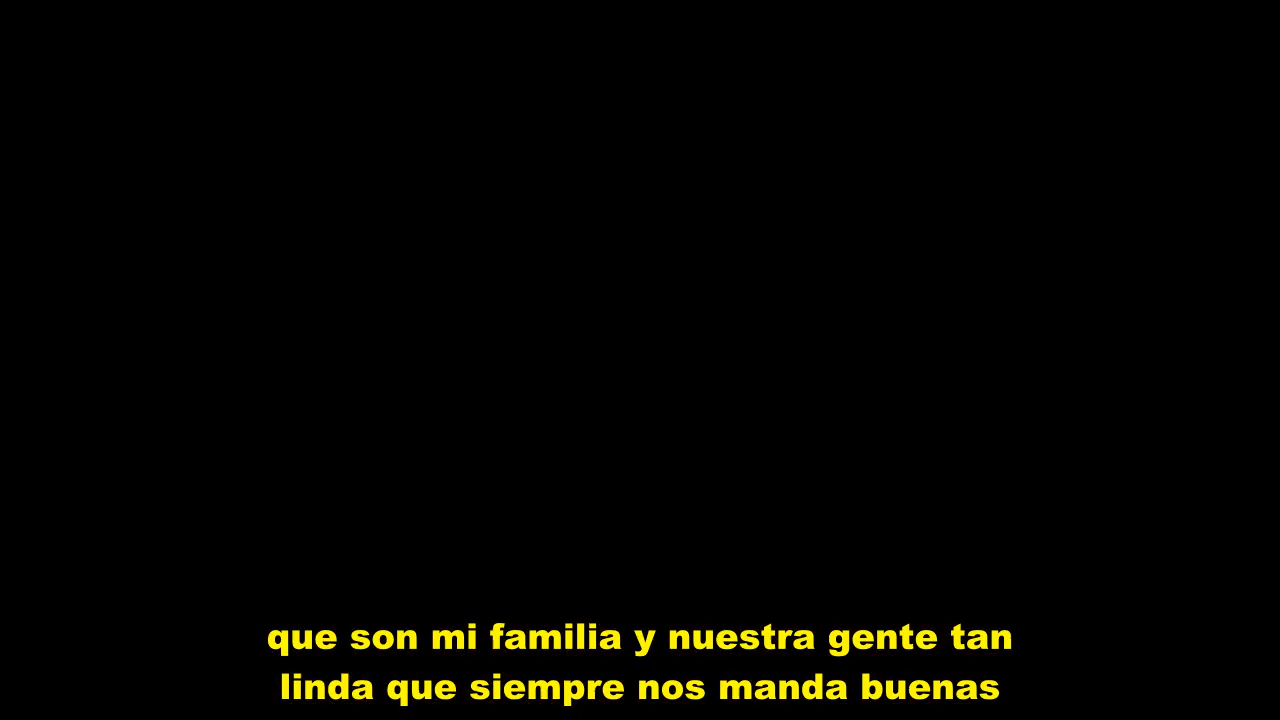 que son mi familia y nuestra gente tan
linda que siempre nos manda buenas